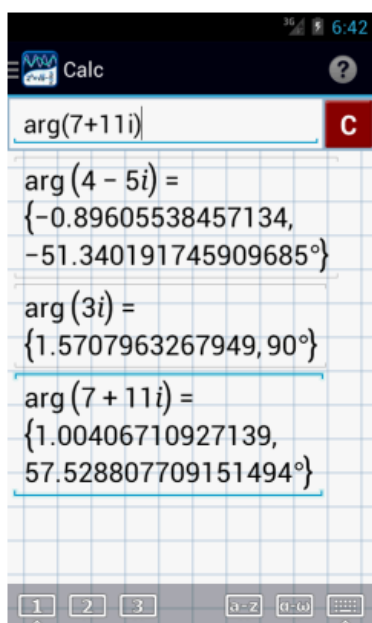 36 6:42
Calc ?
arg(7+11i) C
arg (4 − 5i) =
{−0.89605538457134,
−51.340191745909685°}
arg (3i) =
{1.5707963267949, 90°}
arg (7 + 11i) =
{1.00406710927139,
57.528807709151494°}
1 2 3 a-z α-ω